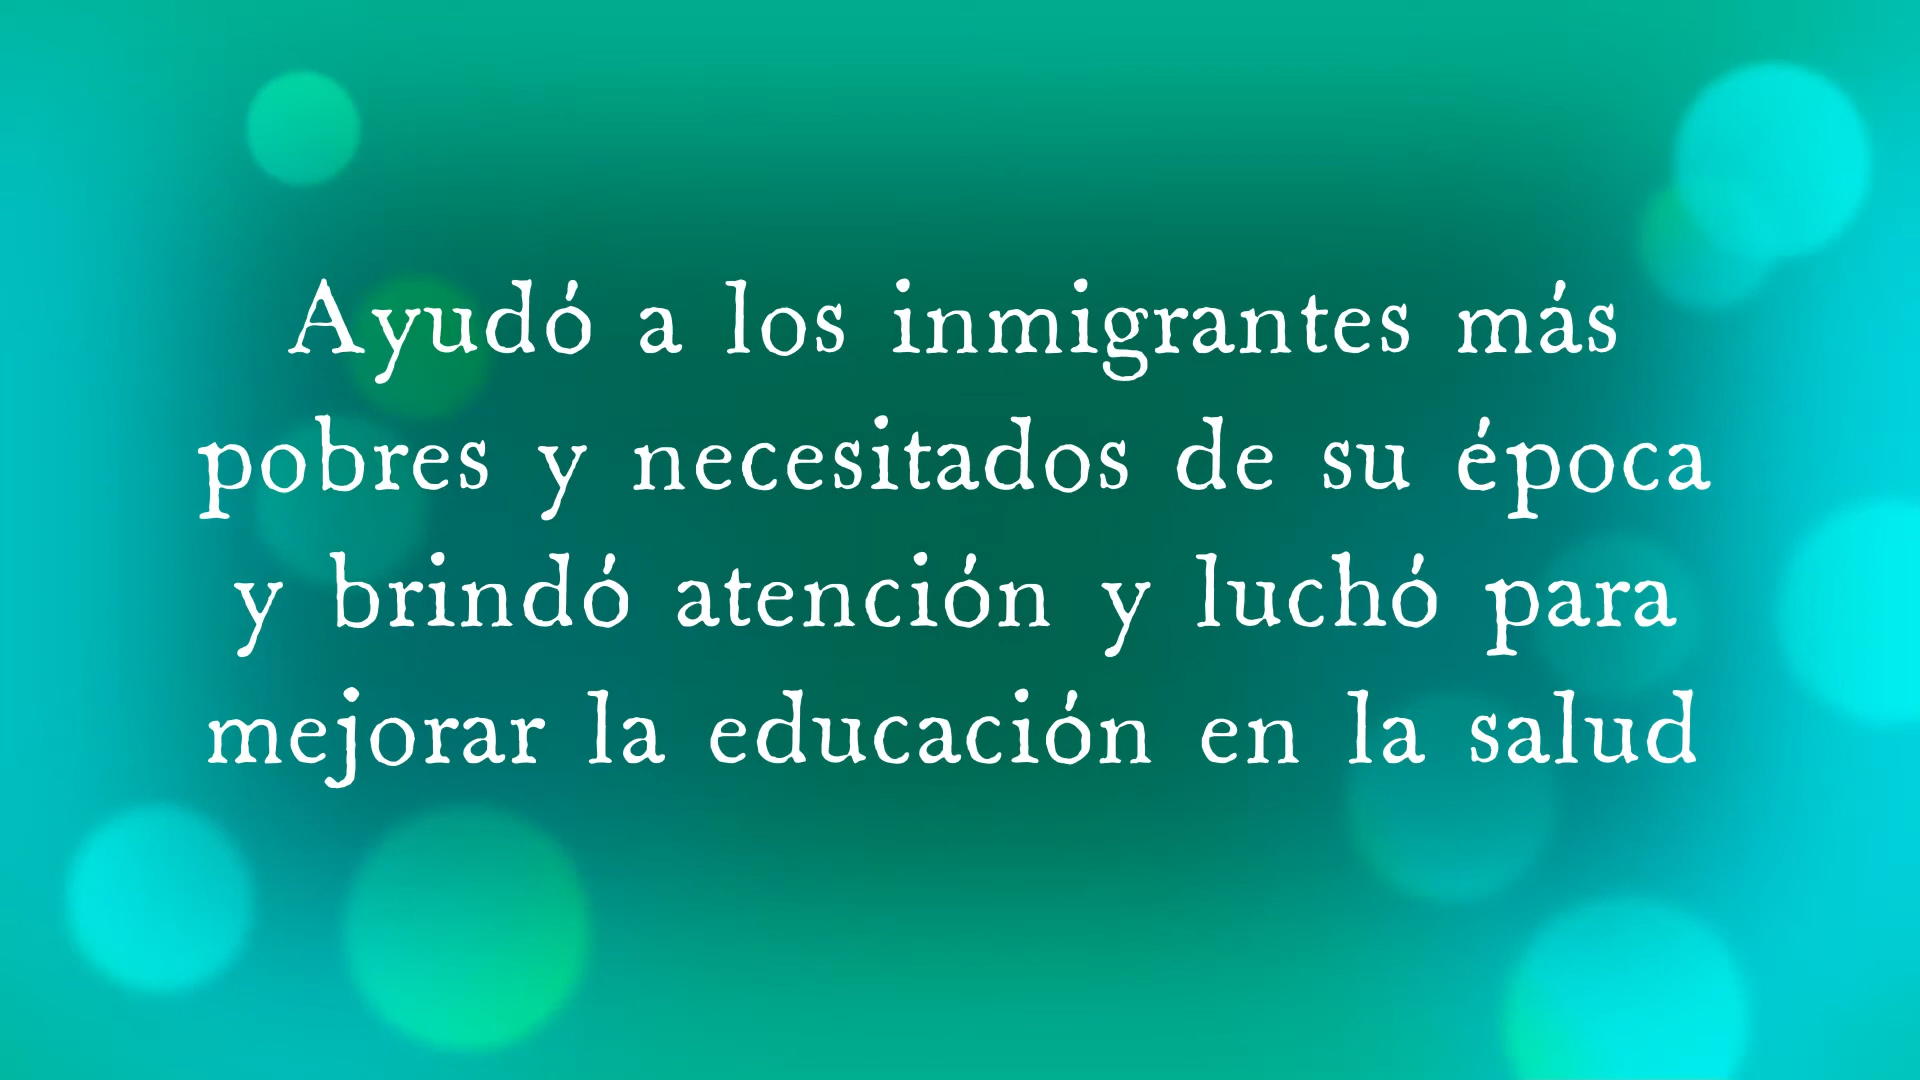 Ayudó a los inmigrantes más
pobres y necesitados de su época
y brindó atención y luchó para
mejorar la educación en la salud